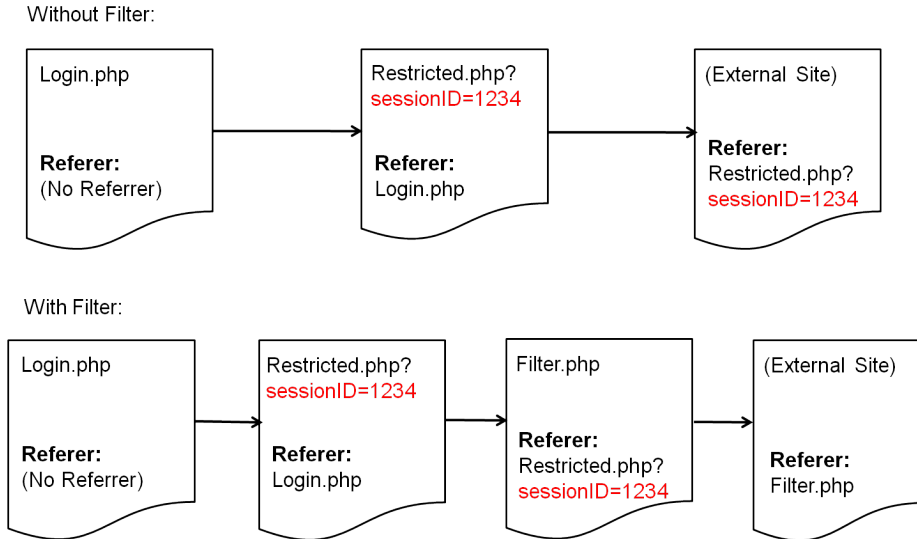 Without Filter:
Login.php
Referer:
(No Referrer)
Restricted.php?
sessionID=1234
Referer:
Login.php
(External Site)
Referer:
Restricted.php?
sessionID=1234
With Filter:
Login.php
Referer:
(No Referrer)
Restricted.php?
sessionID=1234
Referer:
Login.php
Filter.php
Referer:
Restricted.php?
sessionID=1234
(External Site)
Referer:
Filter.php